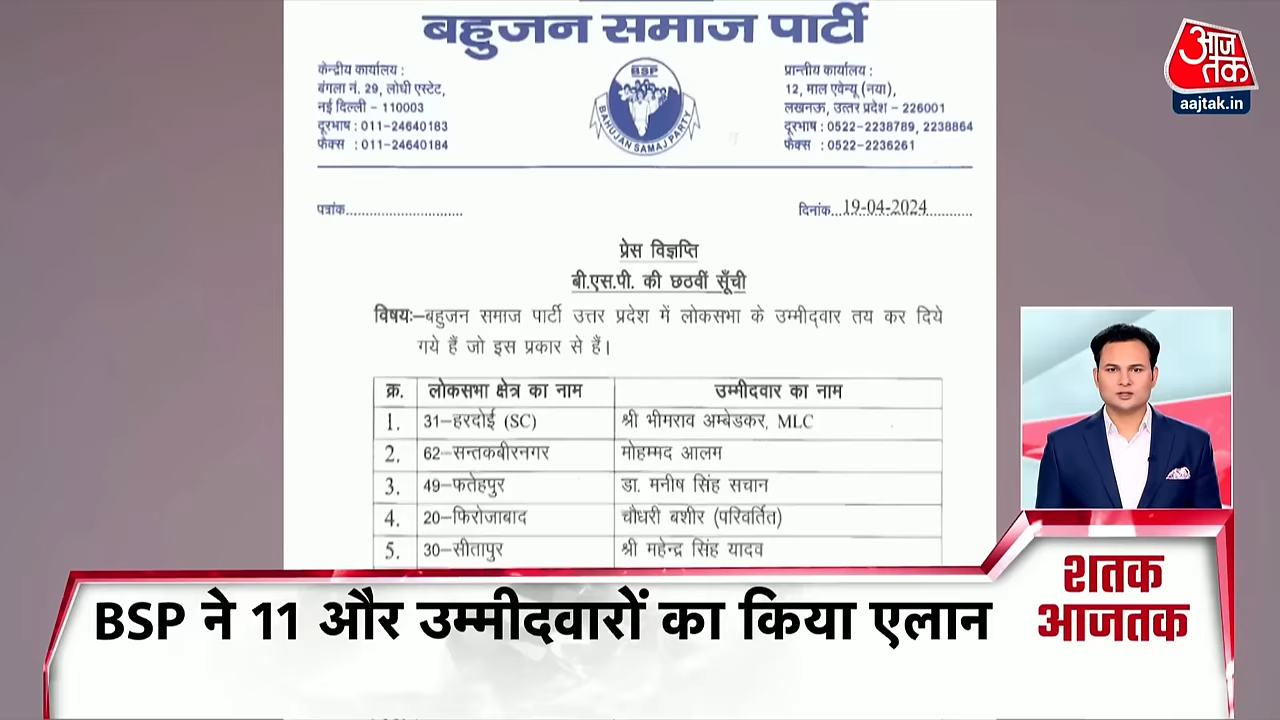 बहुजन समाज पार्टी
केन्द्रीय कार्यालय :
बंगला नं. 29, लोधी एस्टेट,
नई दिल्ली – 110003
दूरभाष : 011-24640183
फैक्स : 011-24640184
BSP
BAHUJAN SAMAJ PARTY
प्रान्तीय कार्यालय :
12, माल एवेन्यू (नया),
लखनऊ, उत्तर प्रदेश – 226001
दूरभाष : 0522-2238789, 2238864
फैक्स : 0522-2236261
आज
तक
aajtak.in
पत्रांक..............................
दिनांक...19-04-2024............
प्रेस विज्ञप्ति
बी.एस.पी. की छठवीं सूँची
विषयः–बहुजन समाज पार्टी उत्तर प्रदेश में लोकसभा के उम्मीद्वार तय कर दिये
गये हैं जो इस प्रकार से हैं।
क्र. लोकसभा क्षेत्र का नाम उम्मीदवार का नाम
1. 31–हरदोई (SC) श्री भीमराव अम्बेडकर, MLC
2. 62–सन्तकबीरनगर मोहम्मद आलम
3. 49–फतेहपुर डा. मनीष सिंह सचान
4. 20–फिरोजाबाद चौधरी बशीर (परिवर्तित)
5. 30–सीतापुर श्री महेन्द्र सिंह यादव
BSP ने 11 और उम्मीदवारों का किया एलान
शतक
आजतक